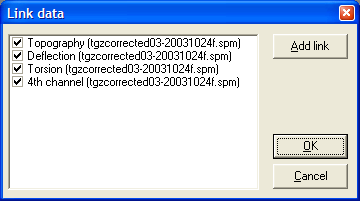 Link data
Topography (tgzcorrected03-20031024f.spm)
Deflection (tgzcorrected03-20031024f.spm)
Torsion (tgzcorrected03-20031024f.spm)
4th channel (tgzcorrected03-20031024f.spm)
Add link
OK
Cancel